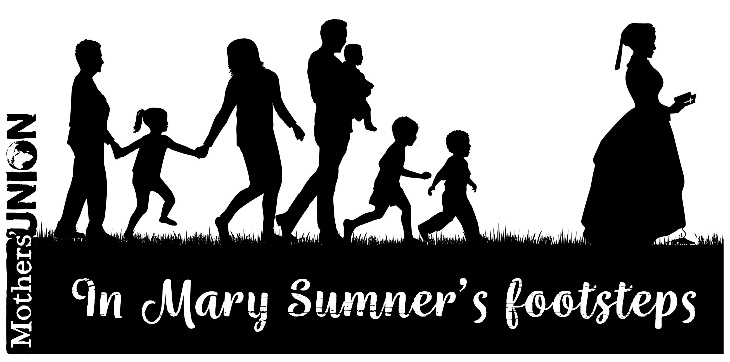 Mothers' UNION
In Mary Sumner's footsteps